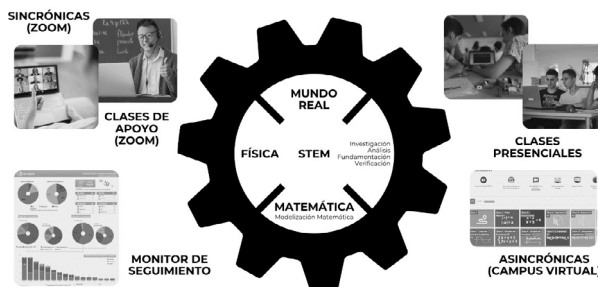 SINCRÓNICAS
(ZOOM)
CLASES DE
APOYO
(ZOOM)
MUNDO
REAL
FÍSICA
STEM
Investigación
Análisis
Fundamentación
Verificación
MATEMÁTICA
Modelización Matemática
CLASES
PRESENCIALES
MONITOR DE
SEGUIMIENTO
ASINCRÓNICAS
(CAMPUS VIRTUAL)